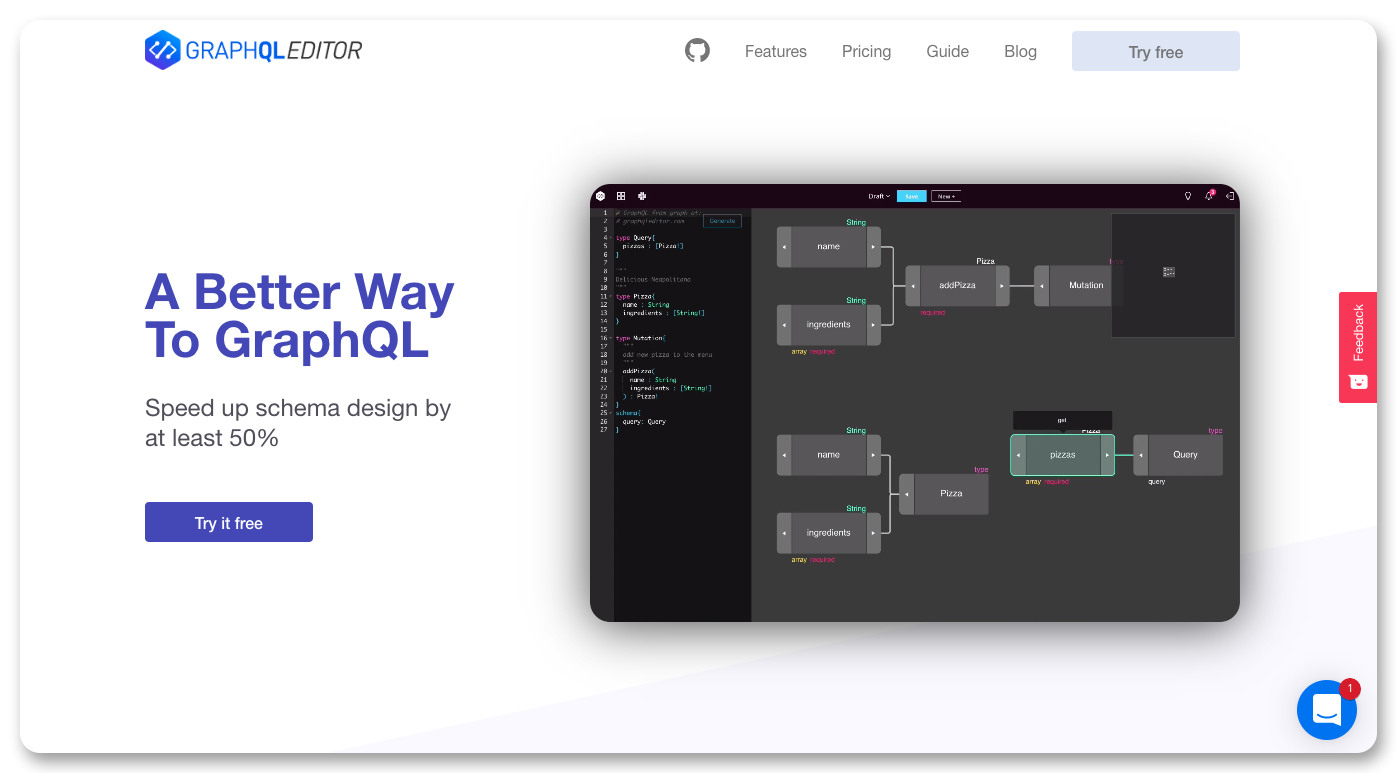 GRAPHQLEDITOR
Features
Pricing
Guide
Blog
Try free
A Better Way
To GraphQL
Speed up schema design by
at least 50%
Try it free
Draft
Save
New +
1 # GraphQL from graph at:
2 # graphqleditor.com
Generate
3
4 type Query{
5 pizzas : [Pizza!]
6 }
7
8 """
9 Delicious Neapolitana
10 """
11 type Pizza{
12 name : String
13 ingredients : [String!]
14 }
15
16 type Mutation{
17 """
18 add new pizza to the menu
19 """
20 addPizza(
21 name : String
22 ingredients : [String!]
23 ) : Pizza!
24 }
25 schema{
26 query: Query
27 }
String
name
String
ingredients
array required
Pizza
addPizza
required
Mutation
String
name
String
ingredients
array required
type
Pizza
get
Pizza
pizzas
array required
type
Query
query
Feedback
1